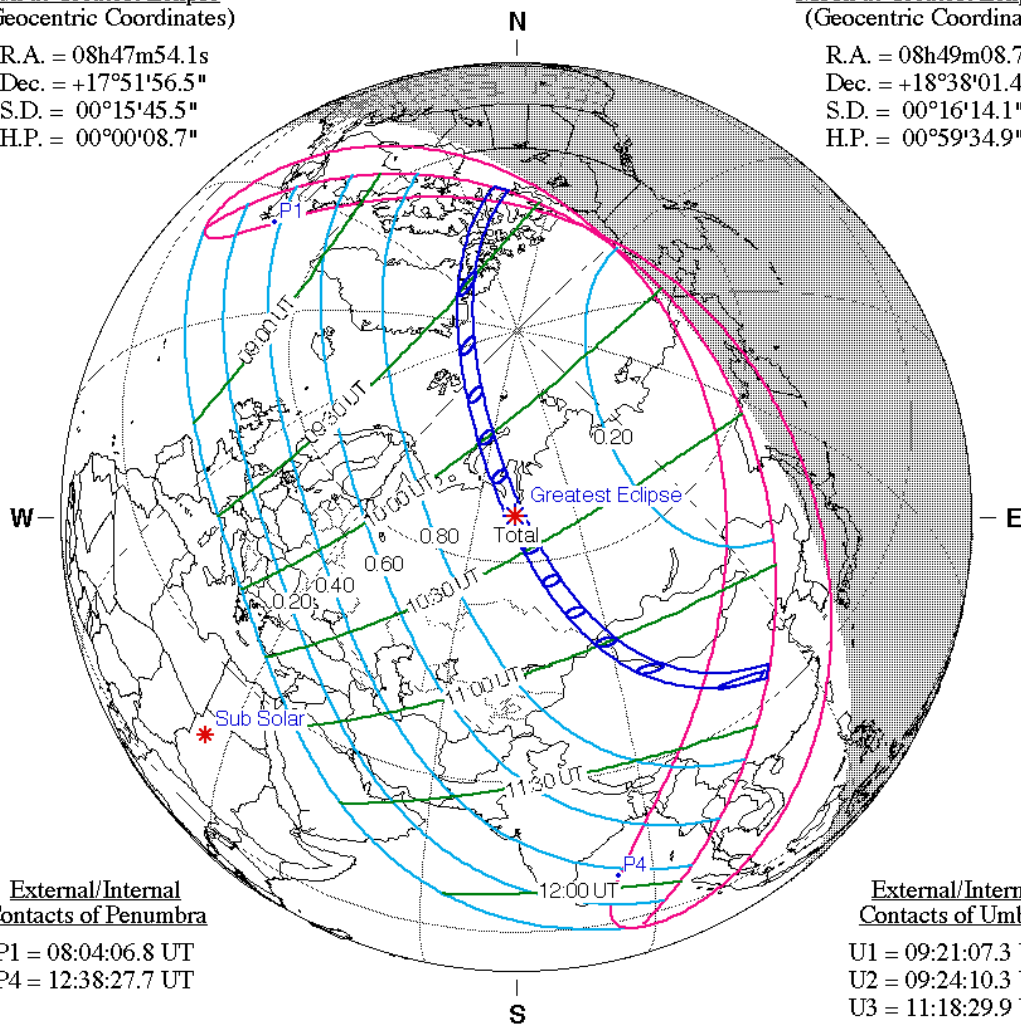 Geocentric Coordinates)
(Geocentric Coordina
R.A. = 08h47m54.1s
Dec. = +17°51'56.5"
S.D. = 00°15'45.5"
H.P. = 00°00'08.7"
R.A. = 08h49m08.7
Dec. = +18°38'01.4
S.D. = 00°16'14.1"
H.P. = 00°59'34.9"
N
P1
09:00 UT
09:30 UT
0.20
10:00 UT
Greatest Eclipse
W
E
Total
0.80
0.60
0.40
0.20
10:30 UT
11:00 UT
Sub Solar
11:30 UT
P4
12:00 UT
External/Internal
Contacts of Penumbra
P1 = 08:04:06.8 UT
P4 = 12:38:27.7 UT
External/Intern
Contacts of Umb
U1 = 09:21:07.3
U2 = 09:24:10.3
U3 = 11:18:29.9
S